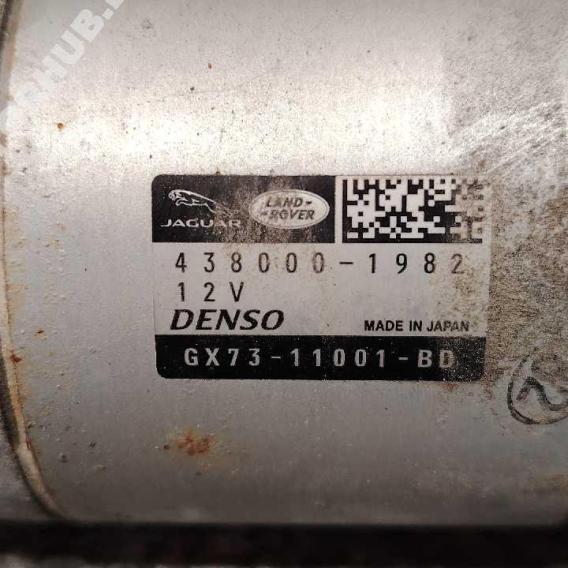 JAGUAR
LAND-
-ROVER
438000-1982
12V
DENSO
MADE IN JAPAN
GX73-11001-BD